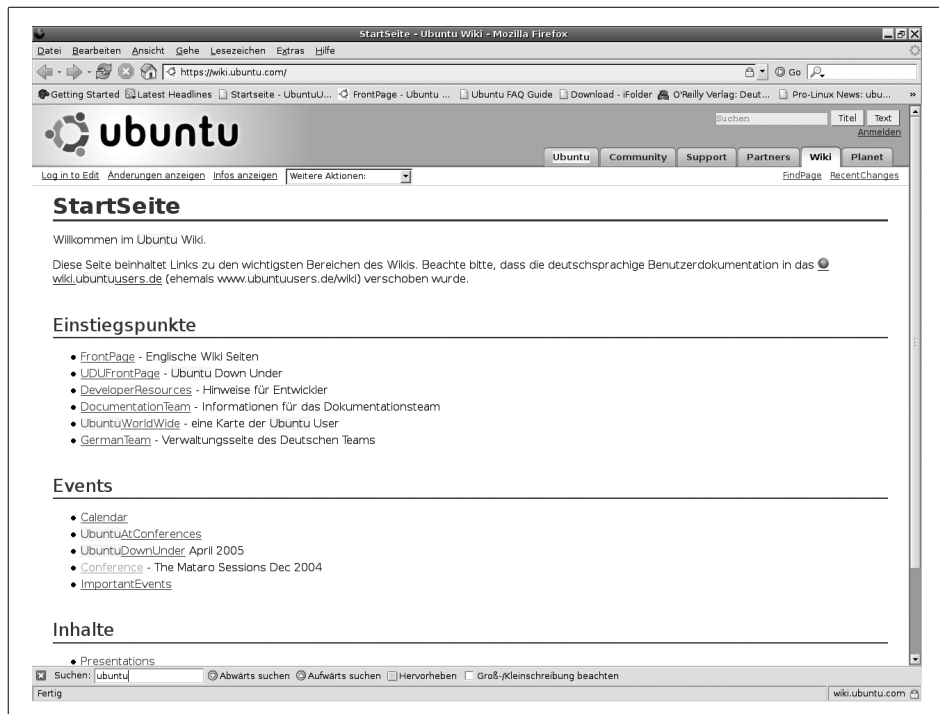 StartSeite - Ubuntu Wiki - Mozilla Firefox
Datei Bearbeiten Ansicht Gehe Lesezeichen Extras Hilfe
https://wiki.ubuntu.com/ Go
Getting Started Latest Headlines Startseite - UbuntuU... FrontPage - Ubuntu ... Ubuntu FAQ Guide Download - iFolder O'Reilly Verlag: Deut... Pro-Linux News: ubu... »
ubuntu
Suchen Titel Text
Anmelden
Ubuntu Community Support Partners Wiki Planet
Log in to Edit Änderungen anzeigen Infos anzeigen Weitere Aktionen: FindPage RecentChanges
StartSeite
Willkommen im Ubuntu Wiki.
Diese Seite beinhaltet Links zu den wichtigsten Bereichen des Wikis. Beachte bitte, dass die deutschsprachige Benutzerdokumentation in das
wiki.ubuntuusers.de (ehemals www.ubuntuusers.de/wiki) verschoben wurde.
Einstiegspunkte
• FrontPage - Englische Wiki Seiten
• UDUFrontPage - Ubuntu Down Under
• DeveloperResources - Hinweise für Entwickler
• DocumentationTeam - Informationen für das Dokumentationsteam
• UbuntuWorldWide - eine Karte der Ubuntu User
• GermanTeam - Verwaltungsseite des Deutschen Teams
Events
• Calendar
• UbuntuAtConferences
• UbuntuDownUnder April 2005
• Conference - The Mataro Sessions Dec 2004
• ImportantEvents
Inhalte
• Presentations
Suchen: ubuntu Abwärts suchen Aufwärts suchen Hervorheben Groß-/Kleinschreibung beachten
Fertig wiki.ubuntu.com